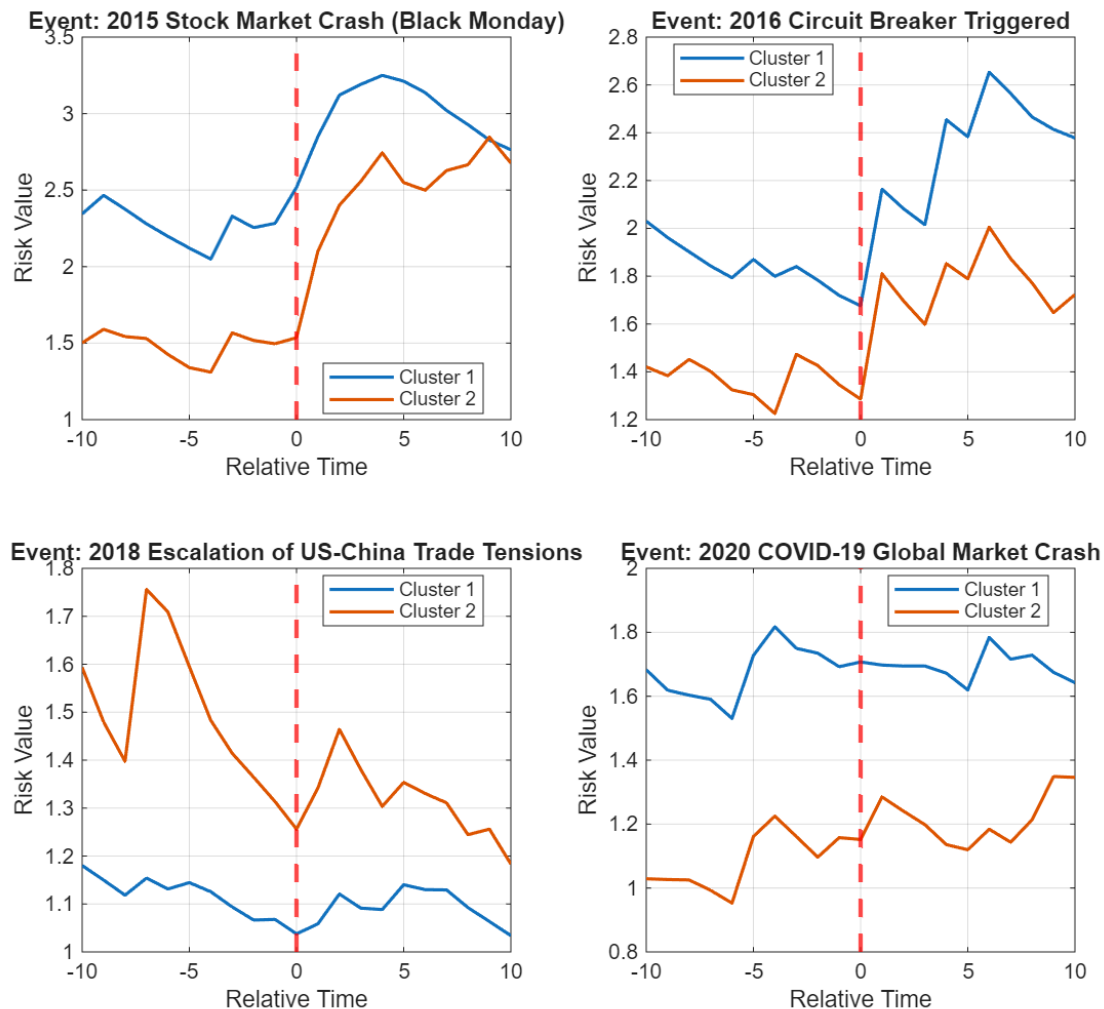 Event: 2015 Stock Market Crash (Black Monday)
3.5
3
2.5
2
1.5
1
Risk Value
Cluster 1
Cluster 2
-10
-5
0
5
10
Relative Time
Event: 2016 Circuit Breaker Triggered
2.8
2.6
2.4
2.2
2
1.8
1.6
1.4
1.2
Risk Value
Cluster 1
Cluster 2
-10
-5
0
5
10
Relative Time
Event: 2018 Escalation of US-China Trade Tensions
1.8
1.7
1.6
1.5
1.4
1.3
1.2
1.1
1
Risk Value
Cluster 1
Cluster 2
-10
-5
0
5
10
Relative Time
Event: 2020 COVID-19 Global Market Crash
2
1.8
1.6
1.4
1.2
1
0.8
Risk Value
Cluster 1
Cluster 2
-10
-5
0
5
10
Relative Time